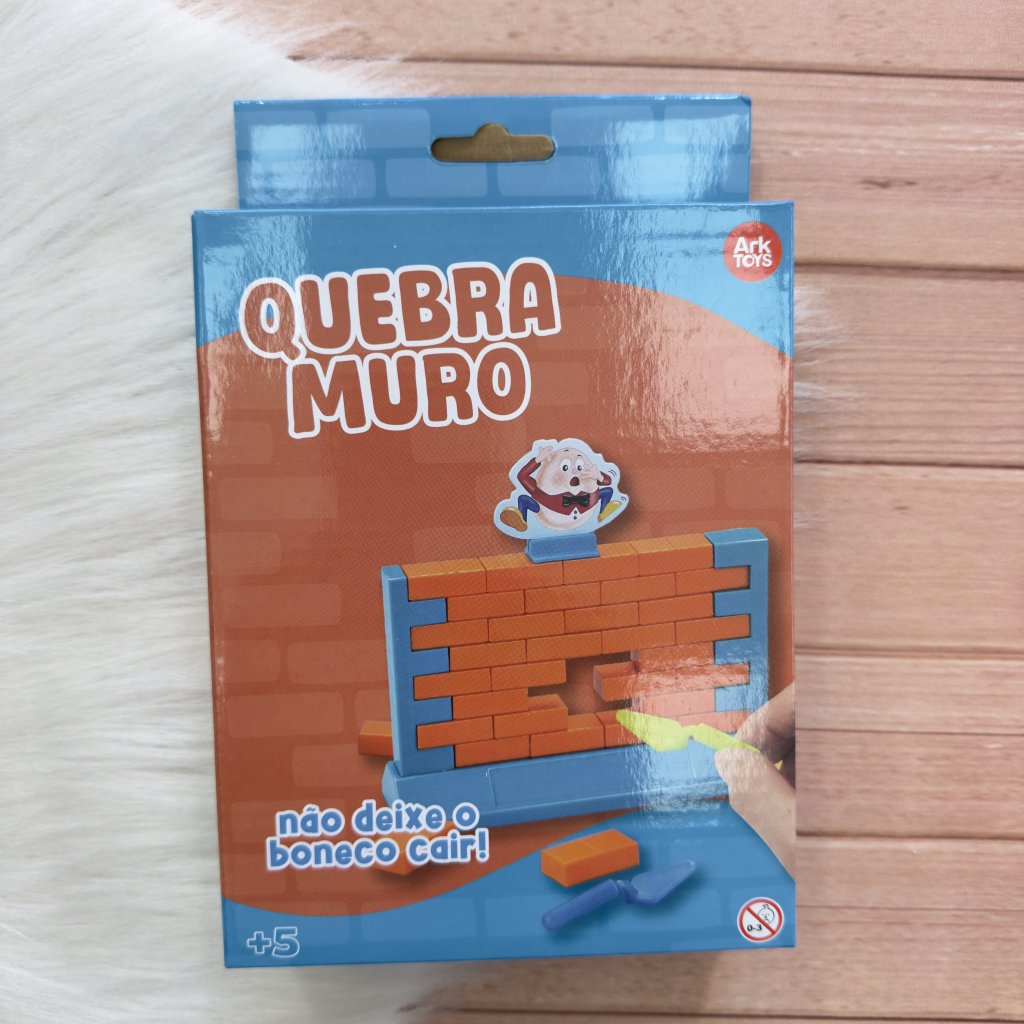 Ark
TOYS
QUEBRA
MURO
não deixe o
boneco cair!
+5
0-3